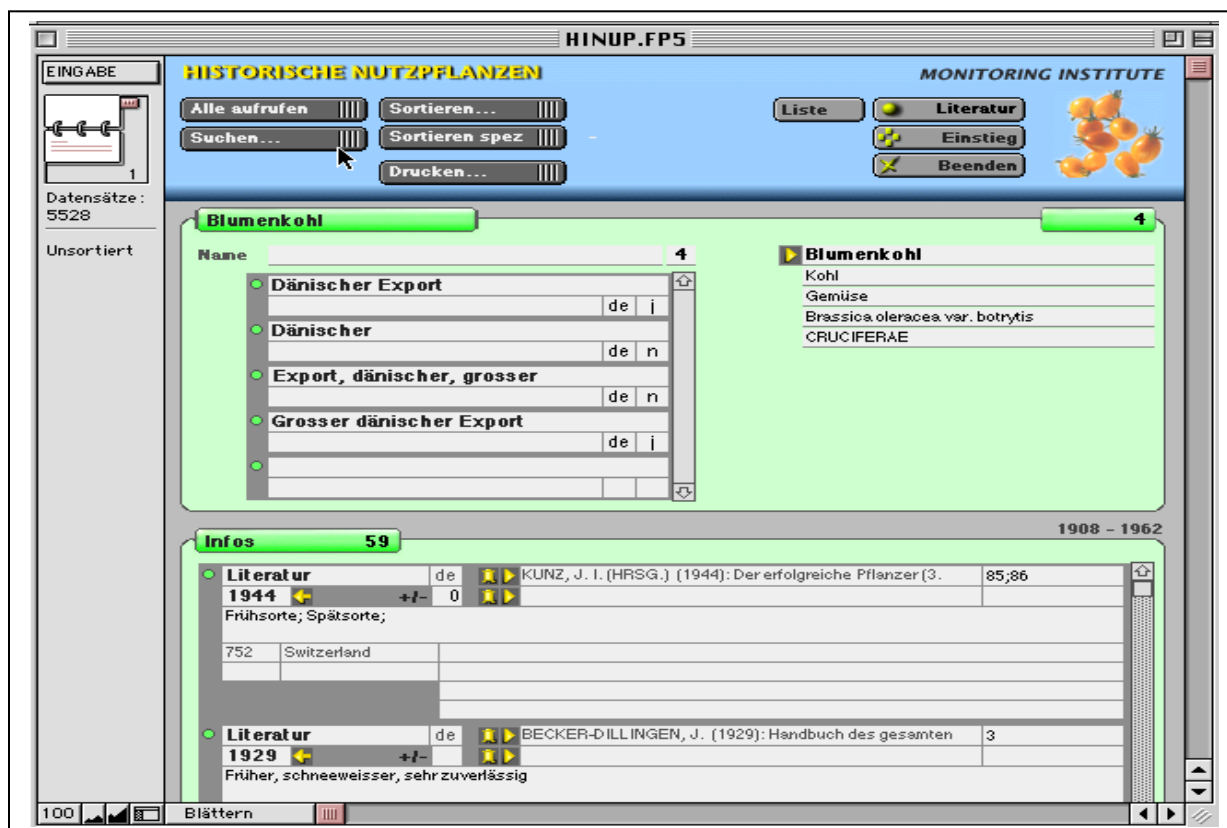 HINUP.FP5
EINGABE
1
Datensätze:
5528
Unsortiert
HISTORISCHE NUTZPFLANZEN
MONITORING INSTITUTE
Alle aufrufen
Sortieren...
Liste
Literatur
Suchen...
Sortieren spez
-
Einstieg
Drucken...
Beenden
Blumenkohl
4
Name
4
Dänischer Export
de j
Dänischer
de n
Export, dänischer, grosser
de n
Grosser dänischer Export
de j
Blumenkohl
Kohl
Gemüse
Brassica oleracea var. botrytis
CRUCIFERAE
1908 - 1962
Infos 59
Literatur de KUNZ, J. I. (HRSG.) (1944): Der erfolgreiche Pflanzer (3. 85;86
1944 +/- 0
Frühsorte; Spätsorte;
752 Switzerland
Literatur de BECKER-DILLINGEN, J. (1929): Handbuch des gesamten 3
1929 +/-
Früher, schneeweisser, sehr zuverlässig
100 Blättern